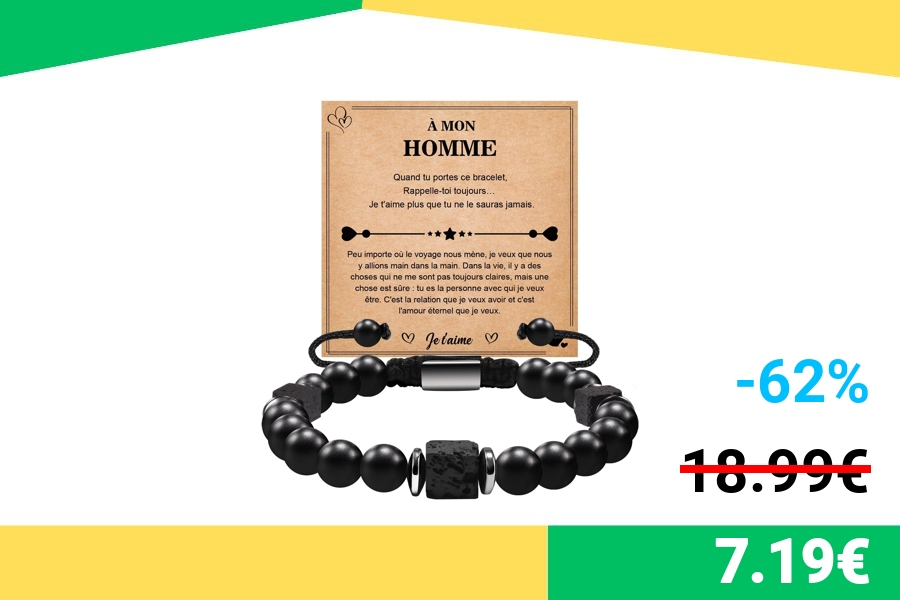 À MON
HOMME
Quand tu portes ce bracelet,
Rappelle-toi toujours...
Je t'aime plus que tu ne le sauras jamais.
Peu importe où le voyage nous mène, je veux que nous
y allions main dans la main. Dans la vie, il y a des
choses qui ne me sont pas toujours claires, mais une
chose est sûre : tu es la personne avec qui je veux
être. C'est la relation que je veux avoir et c'est
l'amour éternel que je veux.
Je t'aime
-62%
18.99€
7.19€